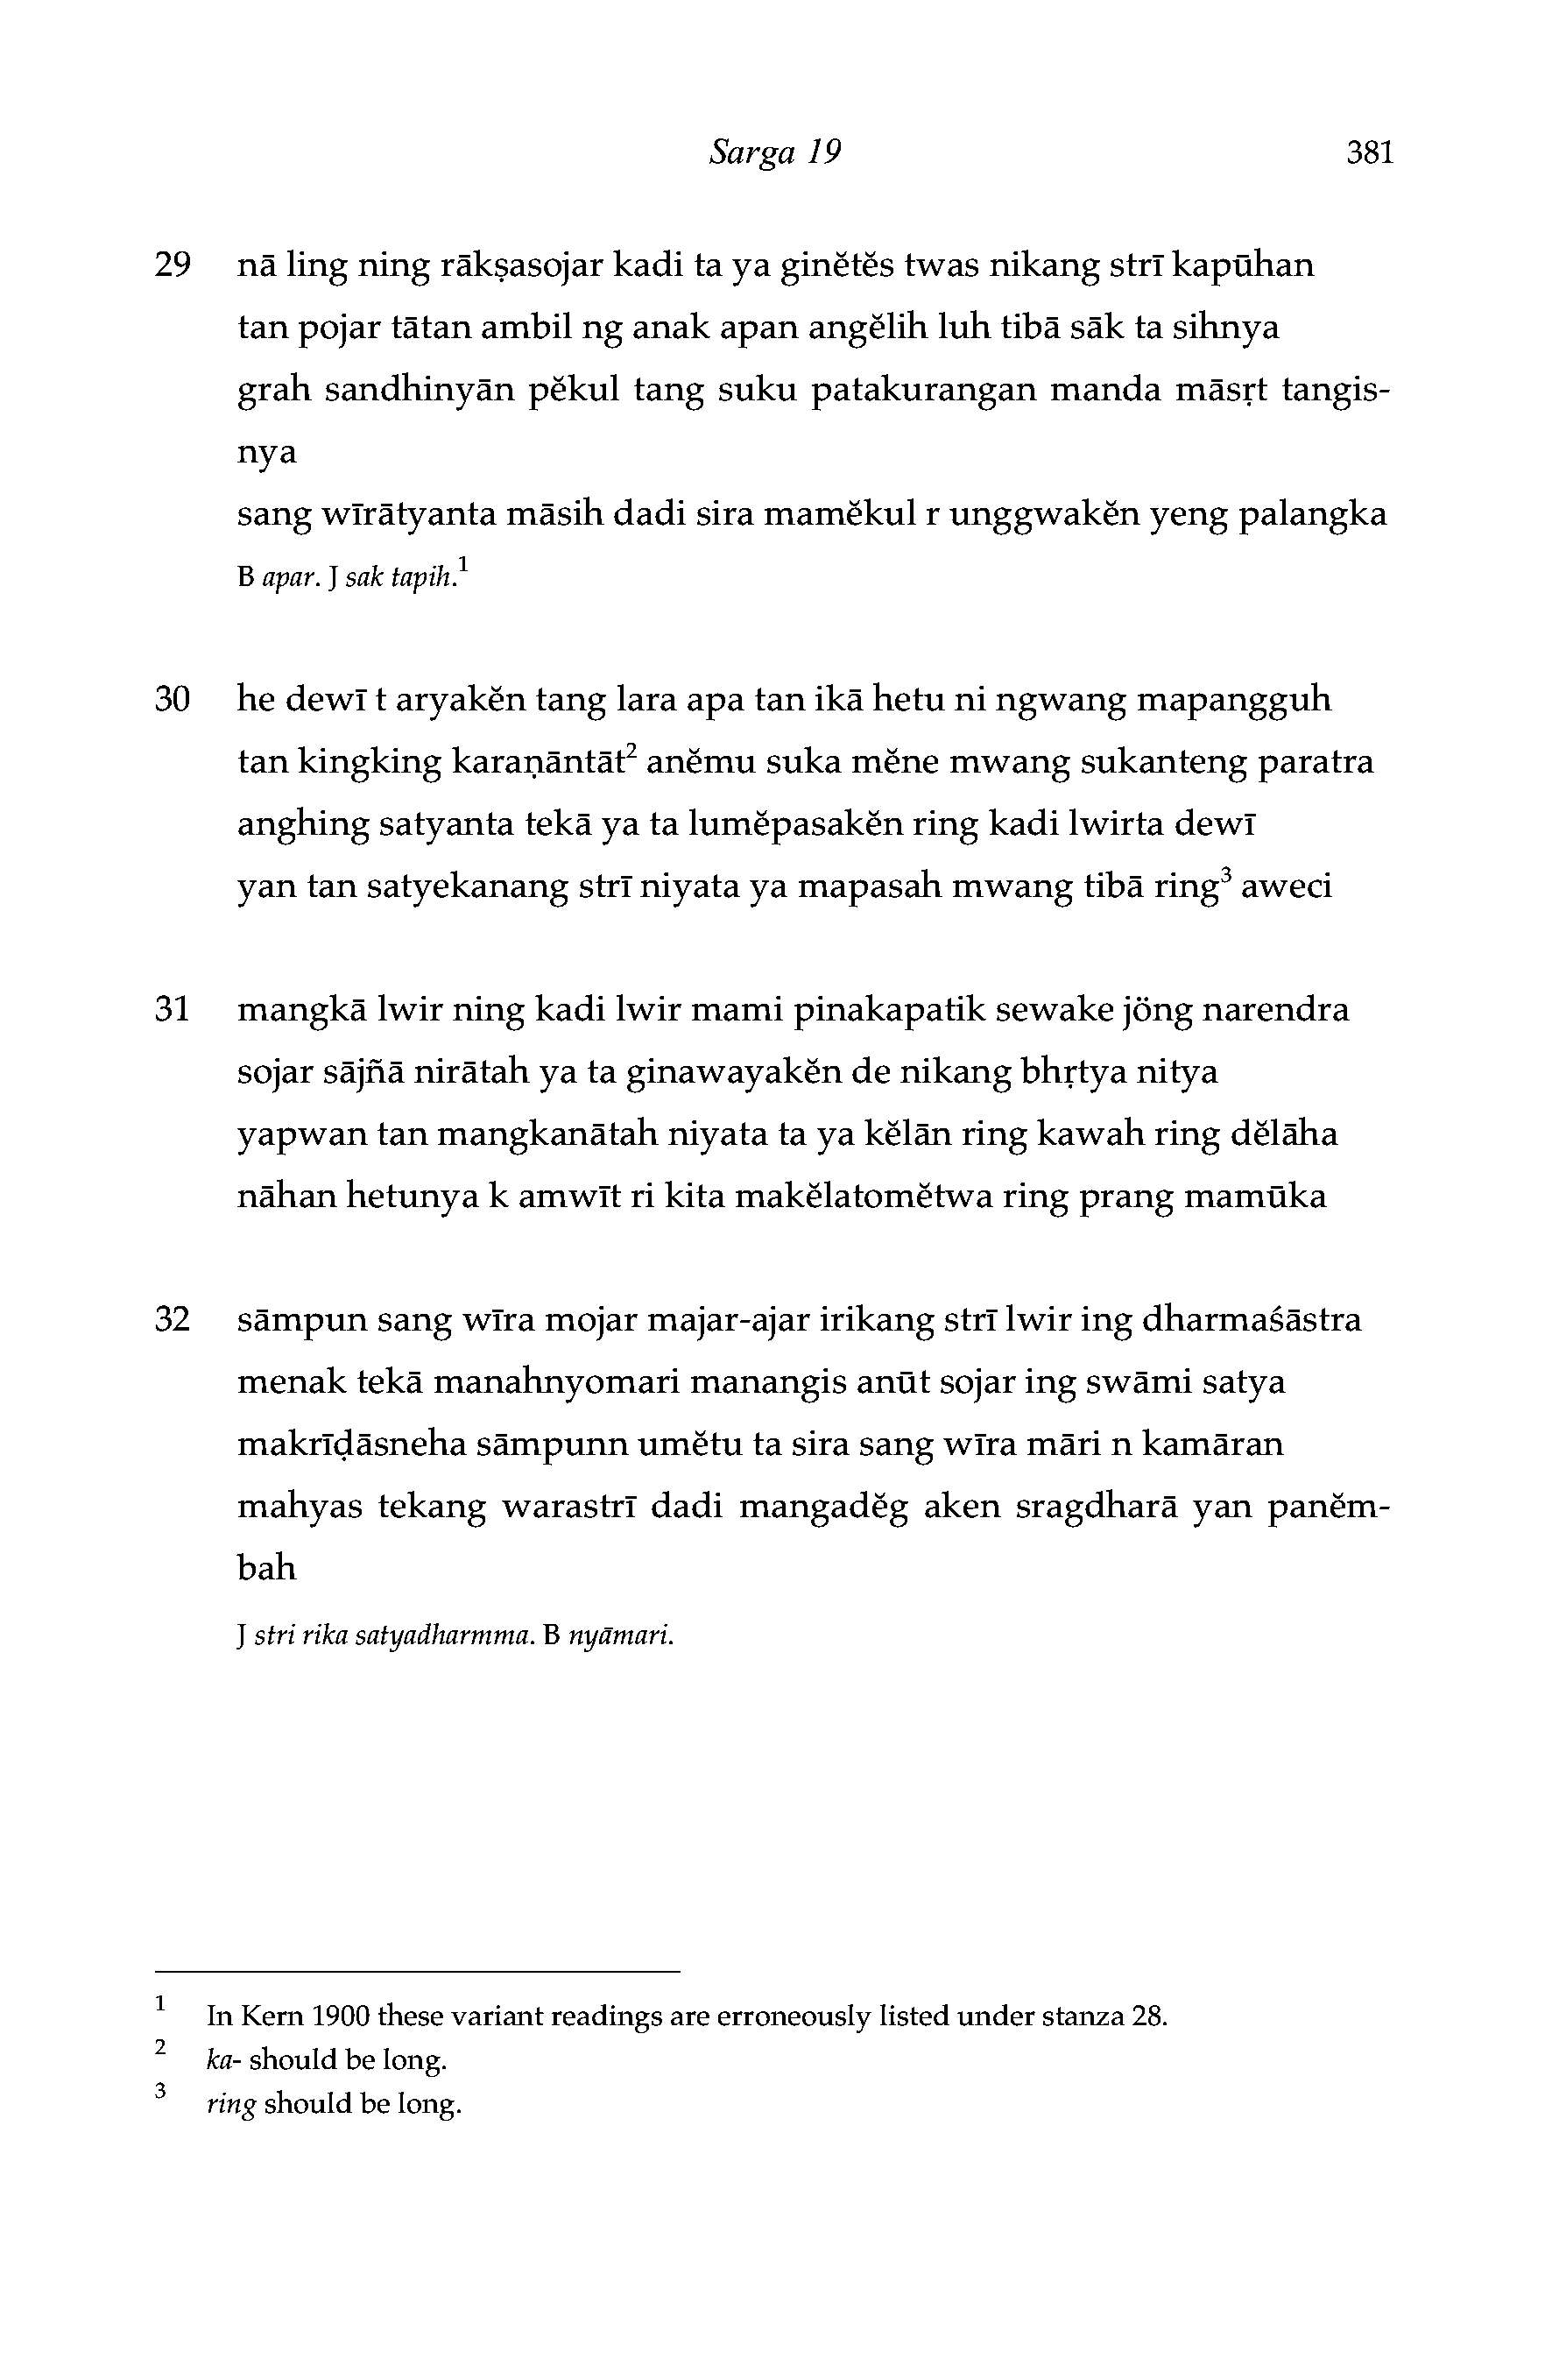 Sarga 19 381
29 nā ling ning rākṣasojar kadi ta ya ginĕtĕs twas nikang strī kapūhan
tan pojar tātan ambil ng anak apan angĕlih luh tibā sāk ta sihnya
grah sandhinyān pĕkul tang suku patakurangan manda māsṛt tangis-
nya
sang wīrātyanta māsih dadi sira mamĕkul r unggwakĕn yeng palangka
B apar. J sak tapih.¹
30 he dewī t aryakĕn tang lara apa tan ikā hetu ni ngwang mapangguh
tan kingking karaṇāntāt² anĕmu suka mĕne mwang sukanteng paratra
anghing satyanta tekā ya ta lumĕpasakĕn ring kadi lwirta dewī
yan tan satyekanang strī niyata ya mapasah mwang tibā ring³ aweci
31 mangkā lwir ning kadi lwir mami pinakapatik sewake jöng narendra
sojar sājñā nirātah ya ta ginawayakĕn de nikang bhṛtya nitya
yapwan tan mangkanātah niyata ta ya kĕlān ring kawah ring dĕlāha
nāhan hetunya k amwīt ri kita makĕlatomĕtwa ring prang mamūka
32 sāmpun sang wīra mojar majar-ajar irikang strī lwir ing dharmaśāstra
menak tekā manahnyomari manangis anūt sojar ing swāmi satya
makrīḍāsneha sāmpunn umĕtu ta sira sang wīra māri n kamāran
mahyas tekang warastrī dadi mangadĕg aken sragdharā yan panĕm-
bah
J stri rika satyadharmma. B nyāmari.
¹ In Kern 1900 these variant readings are erroneously listed under stanza 28.
² ka- should be long.
³ ring should be long.